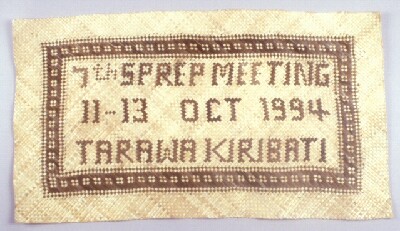 7th SPREP MEETING
11-13 OCT 1994
TARAWA KIRIBATI